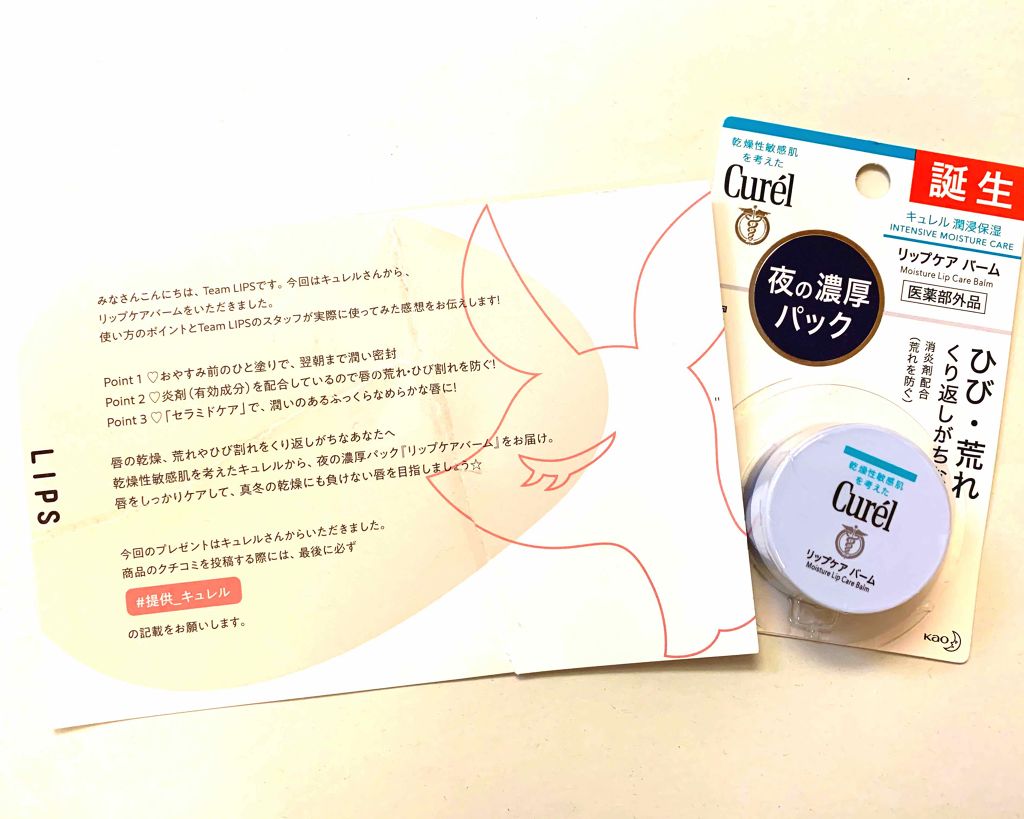 みなさんこんにちは、Team LIPSです。今回はキュレルさんから、
リップケアバームをいただきました。
使い方のポイントとTeam LIPSのスタッフが実際に使ってみた感想をお伝えします!
Point 1 ♡おやすみ前のひと塗りで、翌朝まで潤い密封
Point 2 ♡炎剤（有効成分）を配合しているので唇の荒れ・ひび割れを防ぐ!
Point 3 ♡「セラミドケア」で、潤いのあるふっくらなめらかな唇に!
唇の乾燥、荒れやひび割れをくり返しがちなあなたへ
乾燥性敏感肌を考えたキュレルから、夜の濃厚パック『リップケアバーム』をお届け。
唇をしっかりケアして、真冬の乾燥にも負けない唇を目指しましょう☆
今回のプレゼントはキュレルさんからいただきました。
商品のクチコミを投稿する際には、最後に必ず
#提供_キュレル
の記載をお願いします。
LIPS
乾燥性敏感肌
を考えた
Curél
誕生
キュレル 潤浸保湿
INTENSIVE MOISTURE CARE
リップケア バーム
Moisture Lip Care Balm
医薬部外品
夜の濃厚
パック
ひび・荒れ
くり返しがち
消炎剤配合
（荒れを防ぐ）
乾燥性敏感肌
を考えた
Curél
リップケア バーム
Moisture Lip Care Balm
Kao